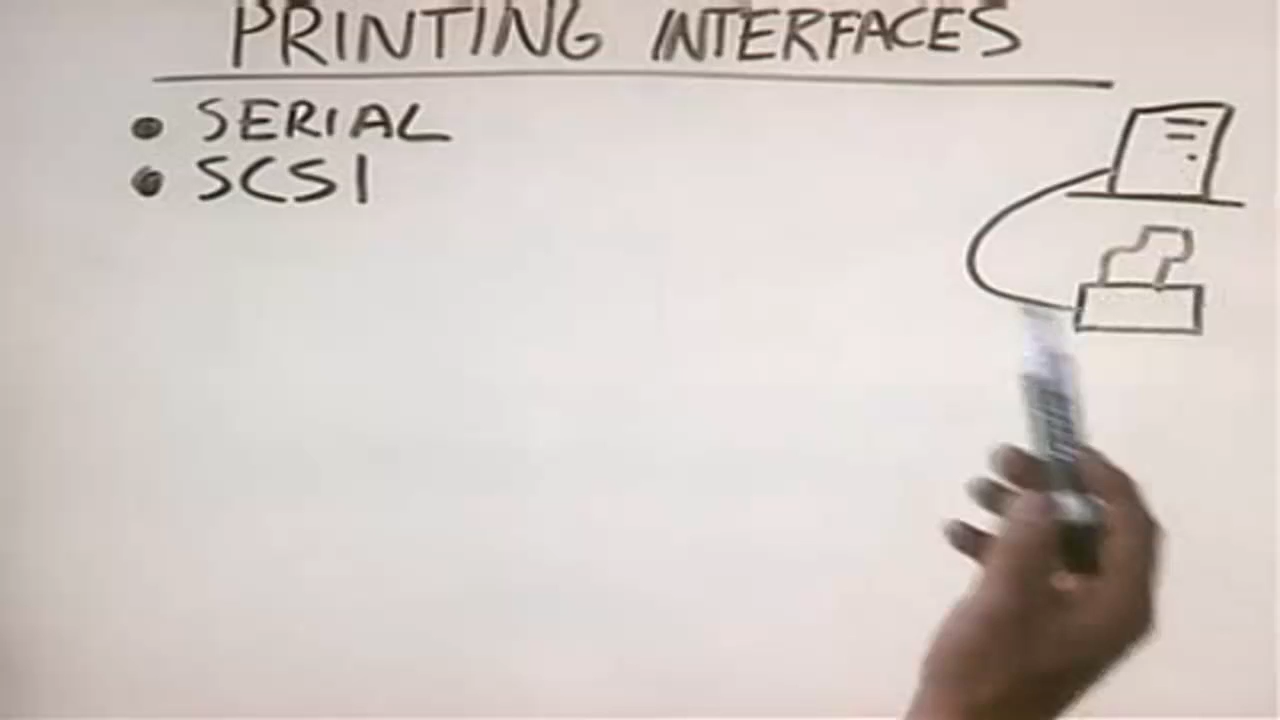 PRINTING INTERFACES
• SERIAL
• SCSI